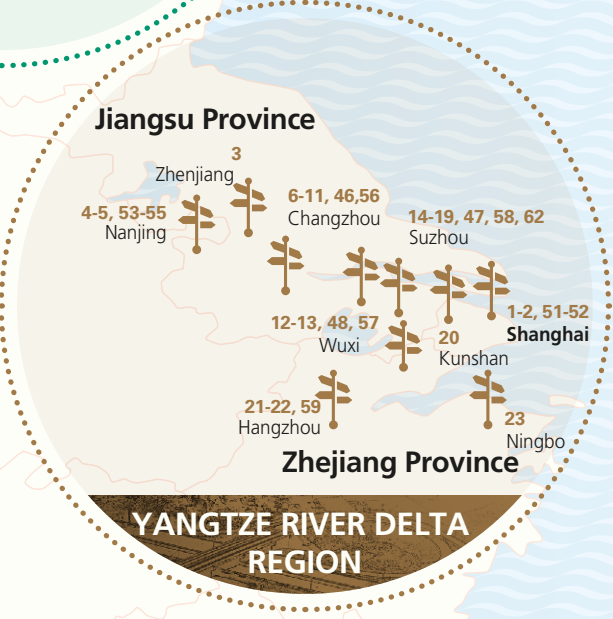 Jiangsu Province
3
Zhenjiang
4-5, 53-55
Nanjing
6-11, 46,56
Changzhou
14-19, 47, 58, 62
Suzhou
12-13, 48, 57
Wuxi
1-2, 51-52
Shanghai
20
Kunshan
21-22, 59
Hangzhou
23
Ningbo
Zhejiang Province
YANGTZE RIVER DELTA
REGION